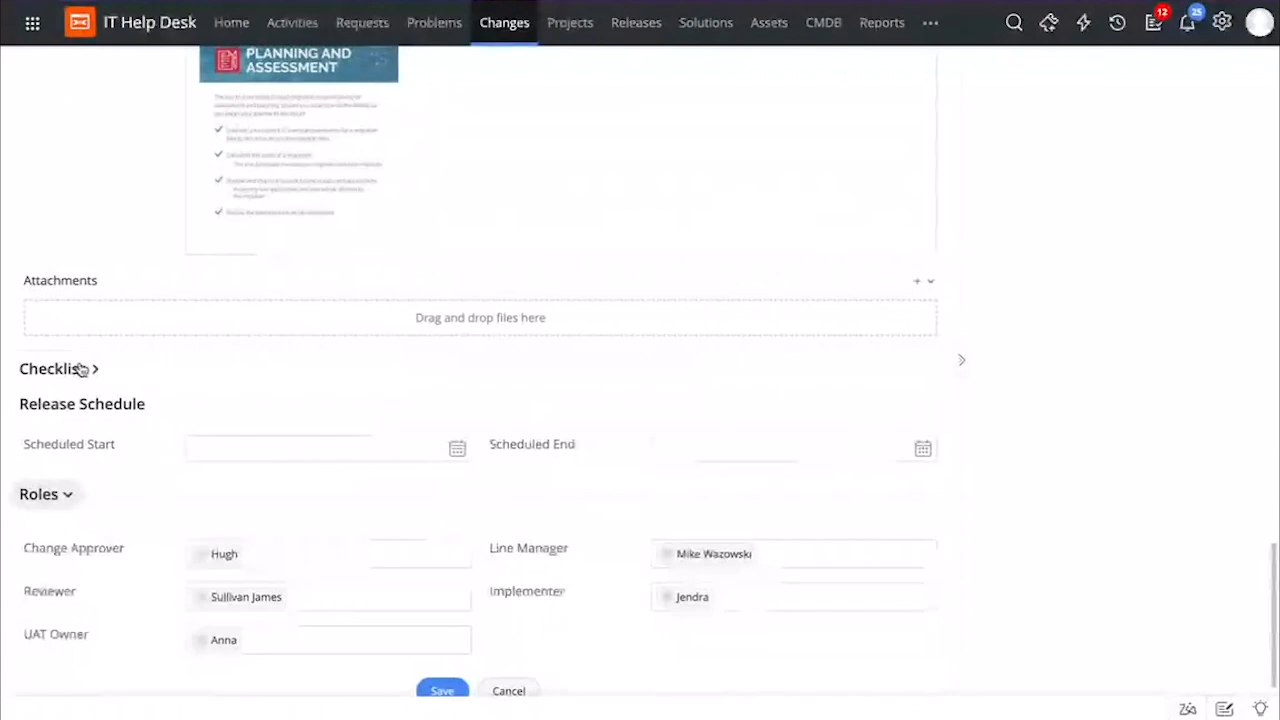 IT Help Desk Home Activities Requests Problems Changes Projects Releases Solutions Assets CMDB Reports 12 25
PLANNING AND
ASSESSMENT
Attachments
Drag and drop files here
Checklist
Release Schedule
Scheduled Start Scheduled End
Roles
Change Approver Hugh Line Manager Mike Wazowski
Reviewer Sullivan James Implementer Jendra
UAT Owner Anna
Save Cancel